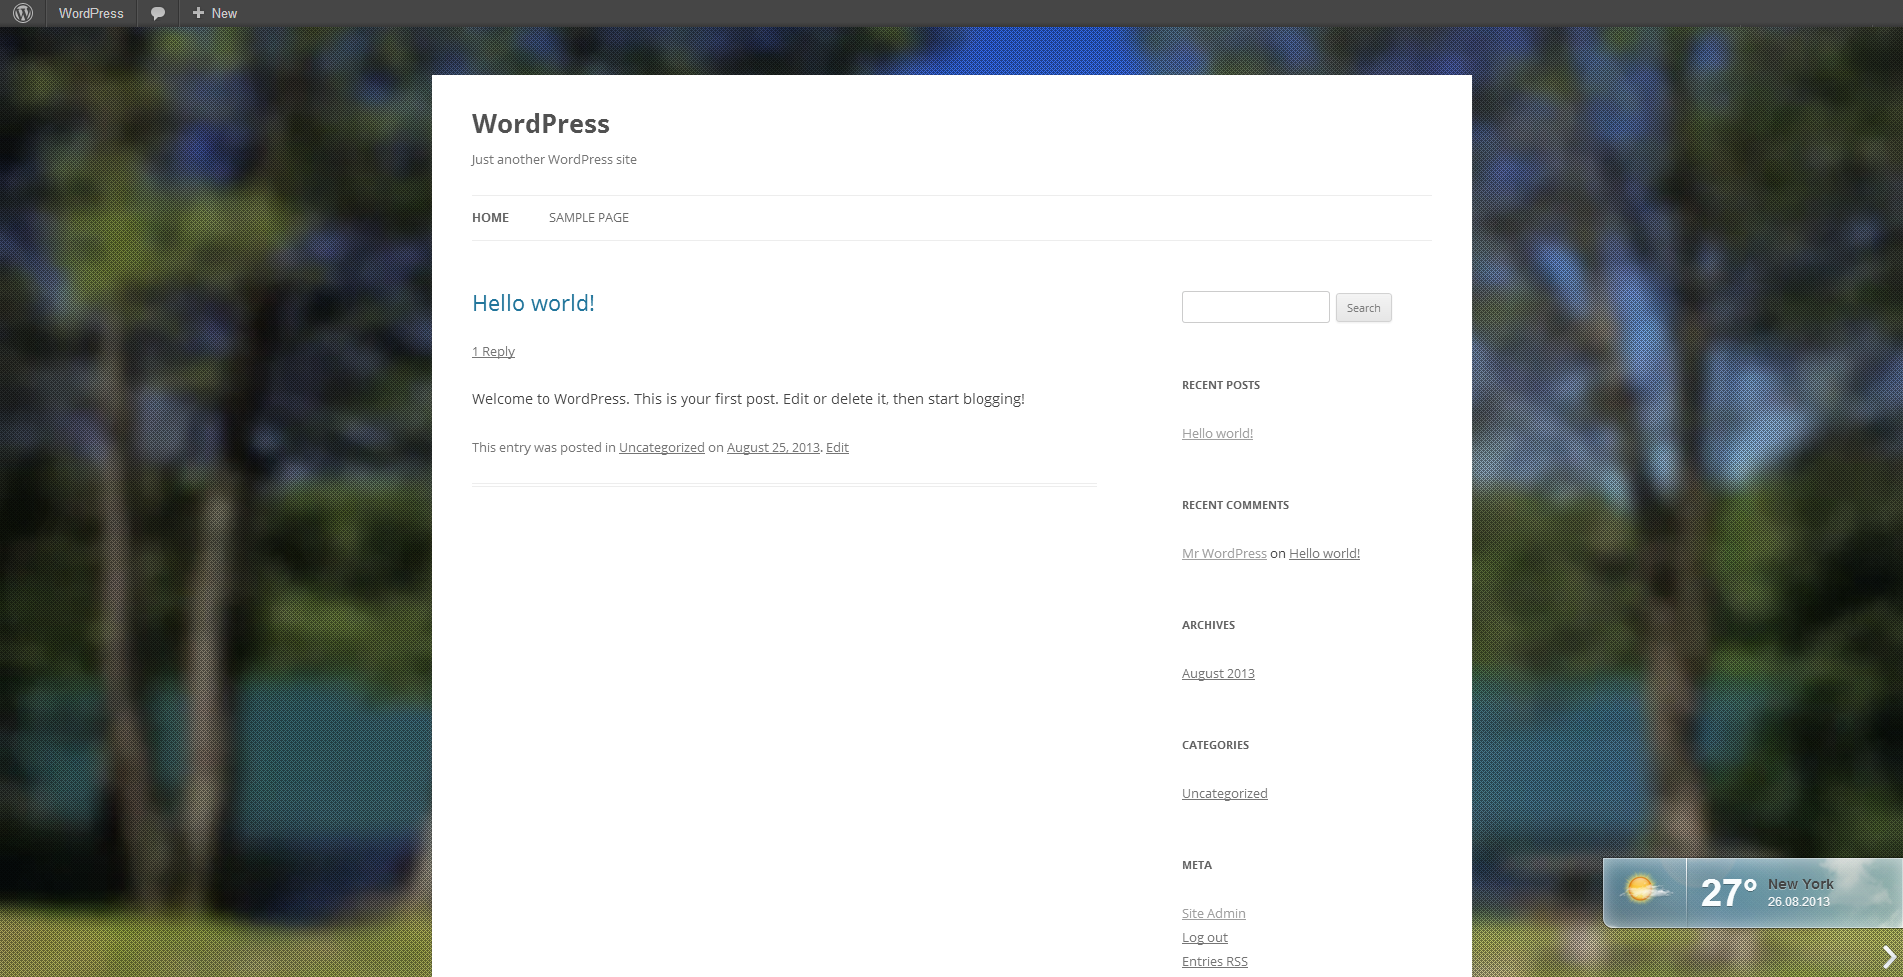 WordPress
New
WordPress
Just another WordPress site
HOME
SAMPLE PAGE
Hello world!
1 Reply
Welcome to WordPress. This is your first post. Edit or delete it, then start blogging!
This entry was posted in Uncategorized on August 25, 2013. Edit
Search
RECENT POSTS
Hello world!
RECENT COMMENTS
Mr WordPress on Hello world!
ARCHIVES
August 2013
CATEGORIES
Uncategorized
META
Site Admin
Log out
Entries RSS
27°
New York
26.08.2013